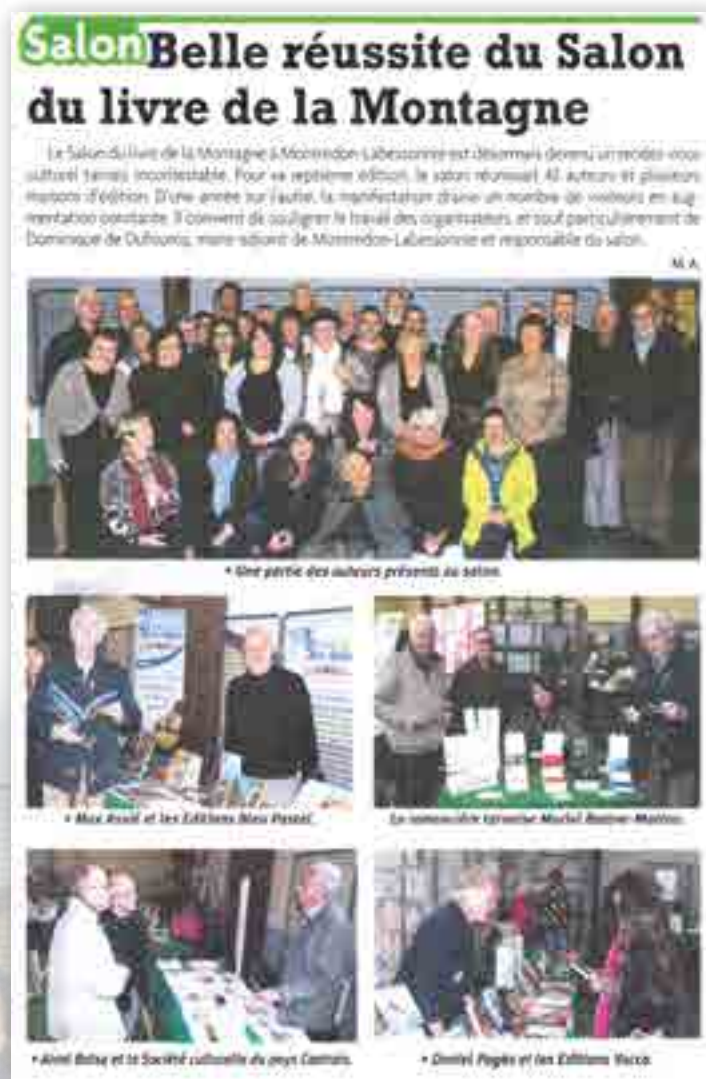 Salon Belle réussite du Salon
du livre de la Montagne
Le Salon du livre de la Montagne à Montredon-Labessonnié est désormais devenu un rendez-vous
culturel tarnais incontestable. Pour sa septième édition, le salon réunissait 40 auteurs et plusieurs
maisons d'édition. D'une année sur l'autre, la manifestation draine un nombre de visiteurs en aug-
mentation constante. Il convient de souligner le travail des organisateurs, et tout particulièrement de
Dominique de Dufourcq, maire-adjoint de Montredon-Labessonnié et responsable du salon.
M. A.
• Une partie des auteurs présents au salon.
• Max Assié et les Editions Bleu Pastel.
La romancière tarnaise Muriel
• et la Société culturelle du pays Castrais.
• Daniel Pagés et les Editions Yucca.